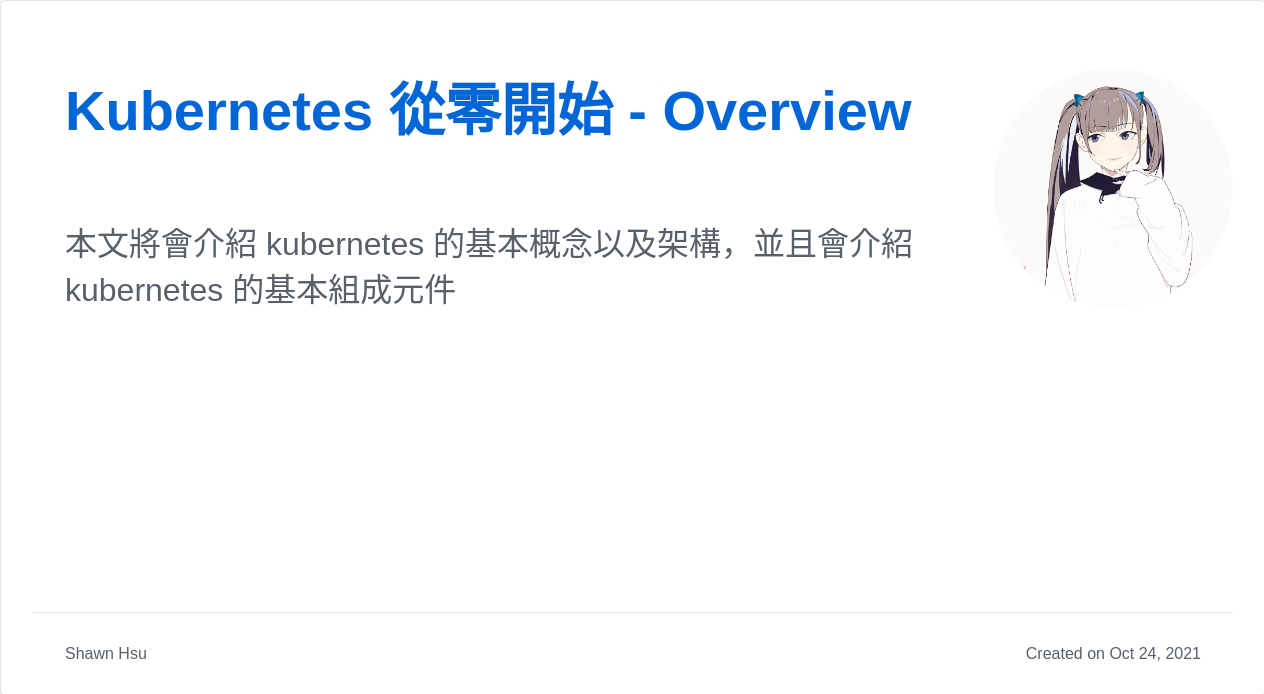 Kubernetes 從零開始 - Overview
本文將會介紹 kubernetes 的基本概念以及架構，並且會介紹
kubernetes 的基本組成元件
Shawn Hsu
Created on Oct 24, 2021